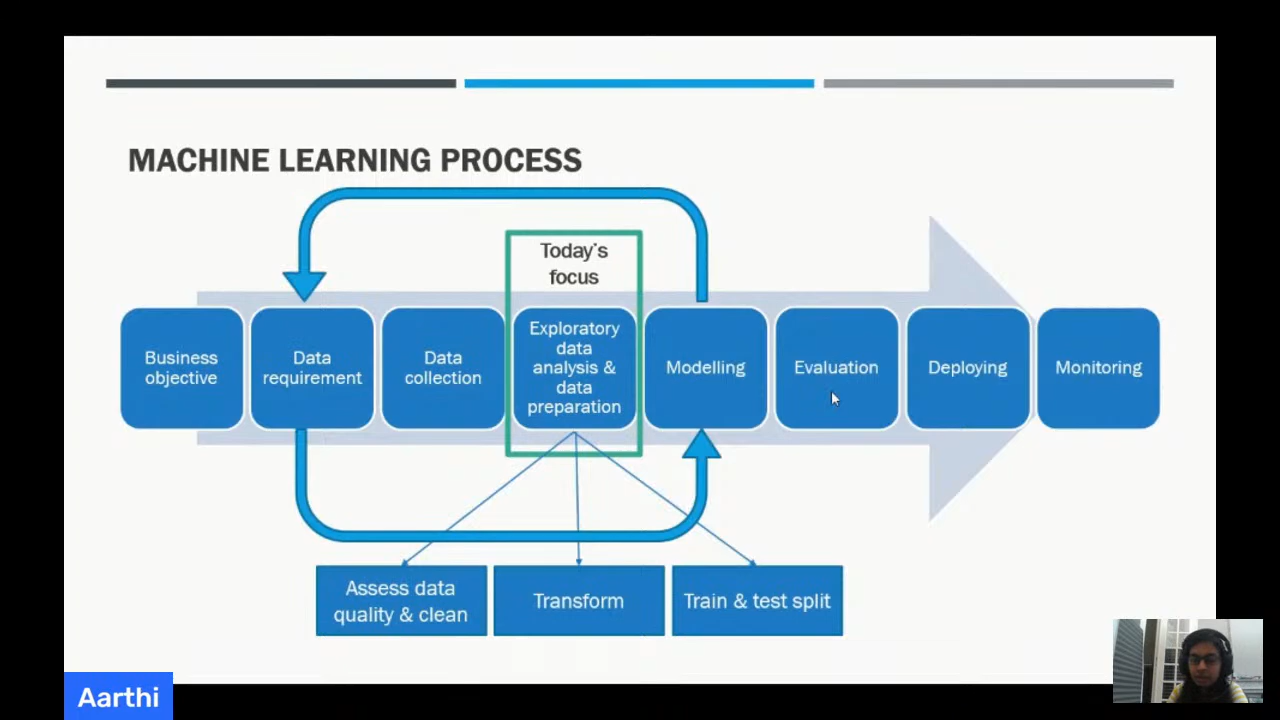 MACHINE LEARNING PROCESS
Today's
focus
Business
objective
Data
requirement
Data
collection
Exploratory
data
analysis &
data
preparation
Modelling
Evaluation
Deploying
Monitoring
Assess data
quality & clean
Transform
Train & test split
Aarthi